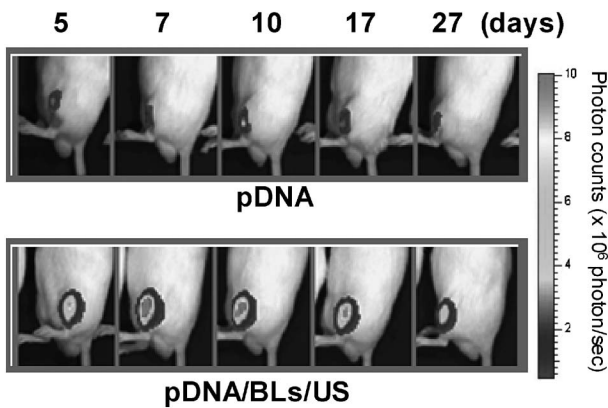 5 7 10 17 27 (days)
pDNA
pDNA/BLs/US
10
8
6
4
2
Photon counts (x 10⁶ photon/sec)